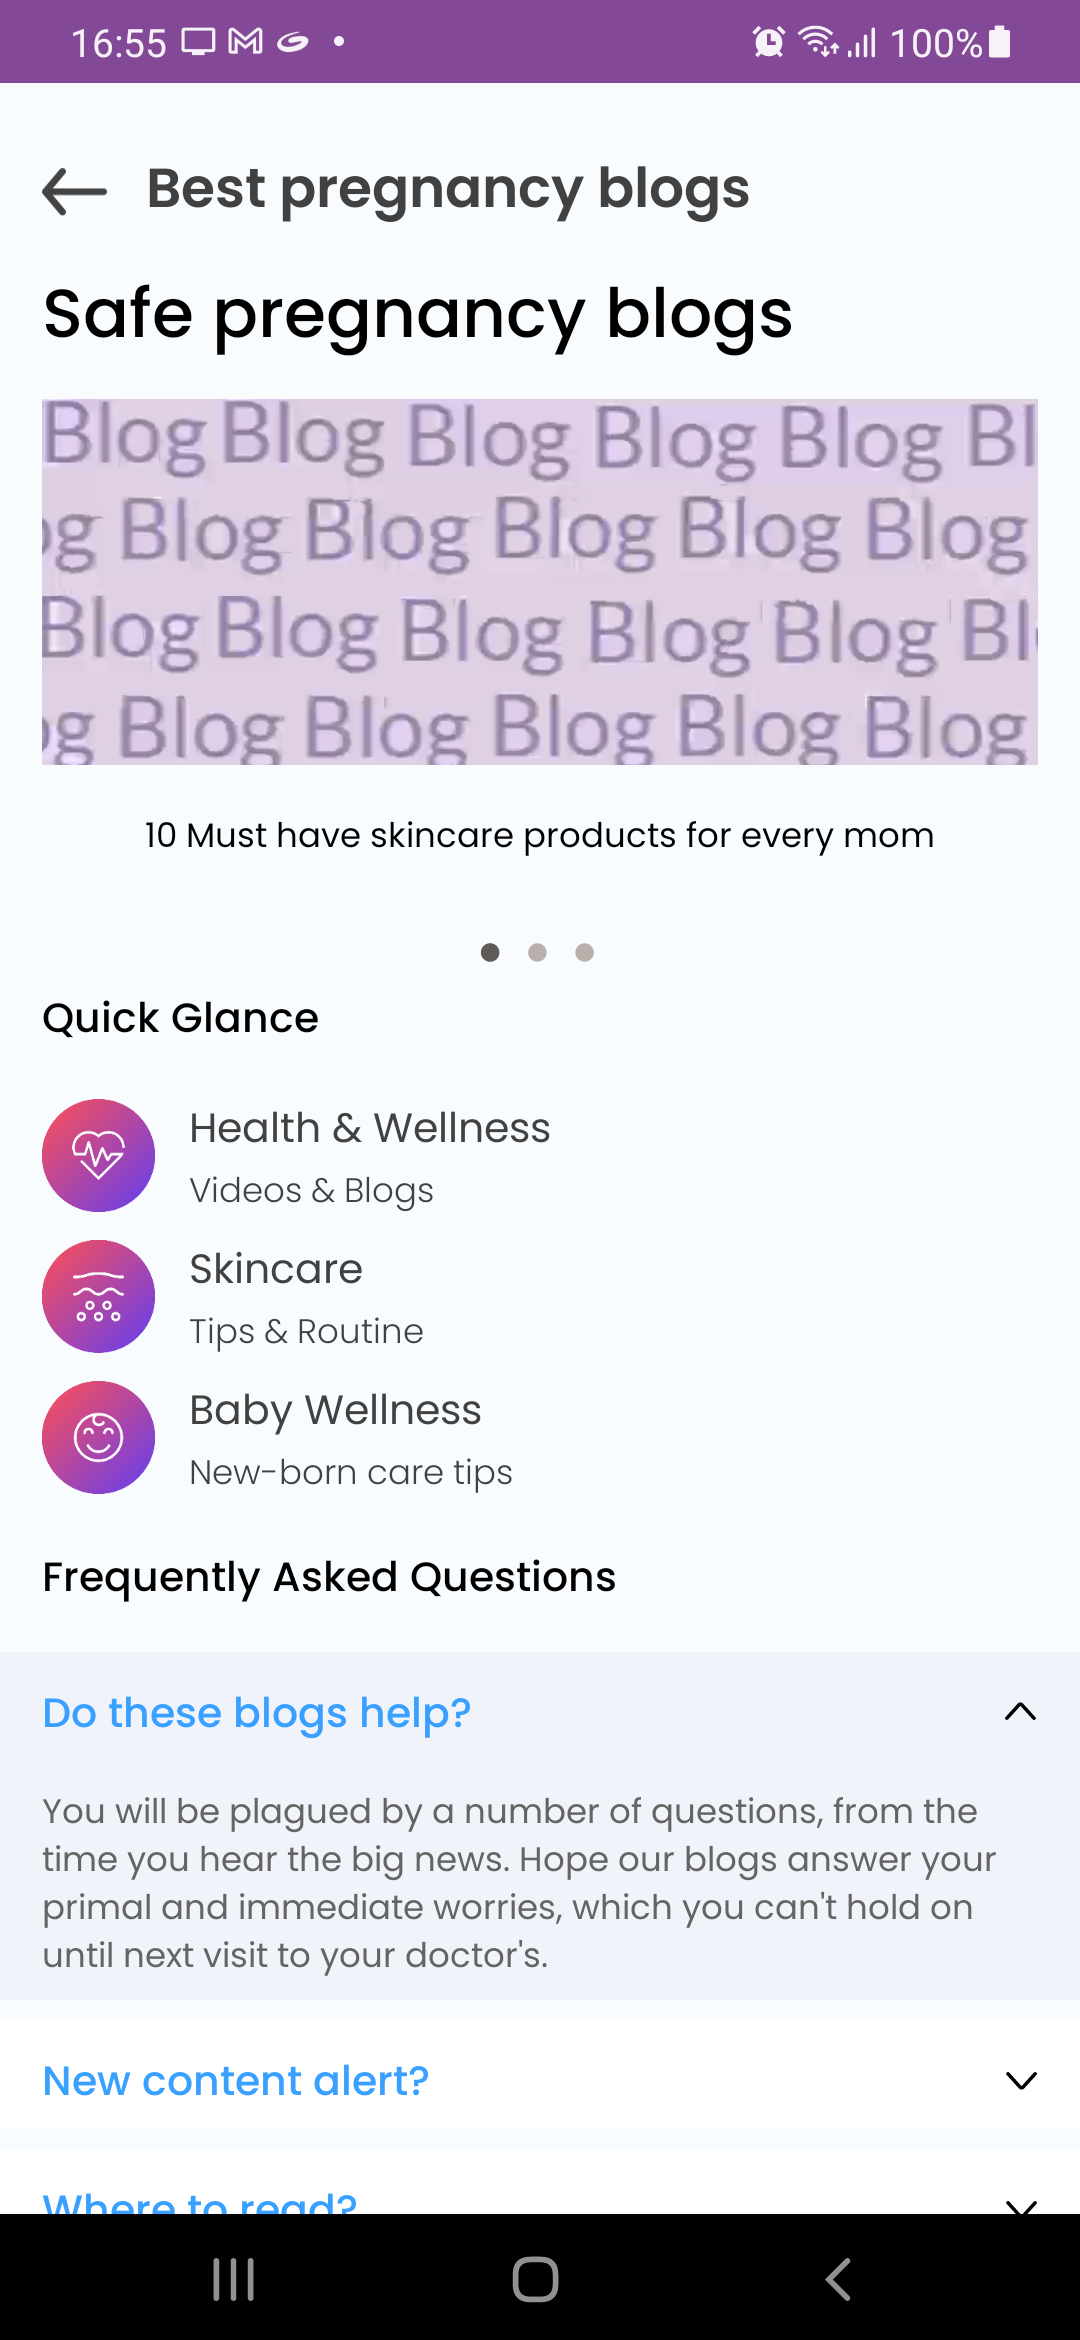 16:55
100%
Best pregnancy blogs
Safe pregnancy blogs
Blog Blog Blog Blog Blog Bl
og Blog Blog Blog Blog Blog
Blog Blog Blog Blog Blog Bl
og Blog Blog Blog Blog Blog
10 Must have skincare products for every mom
Quick Glance
Health & Wellness
Videos & Blogs
Skincare
Tips & Routine
Baby Wellness
New-born care tips
Frequently Asked Questions
Do these blogs help?
You will be plagued by a number of questions, from the
time you hear the big news. Hope our blogs answer your
primal and immediate worries, which you can't hold on
until next visit to your doctor's.
New content alert?
Where to read?